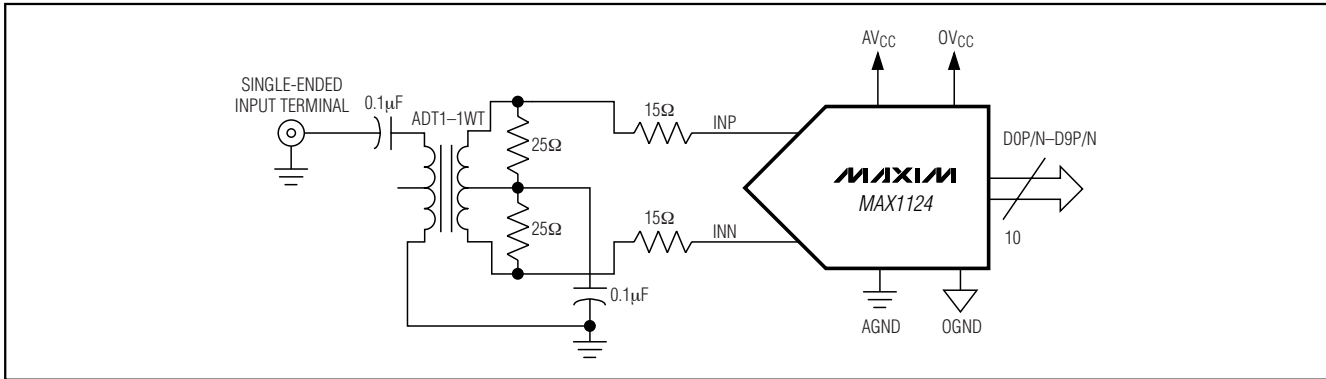 SINGLE-ENDED
INPUT TERMINAL
0.1μF
ADT1–1WT
25Ω
25Ω
0.1μF
15Ω
INP
15Ω
INN
AVCC
OVCC
MAXIM
MAX1124
D0P/N–D9P/N
10
AGND
OGND